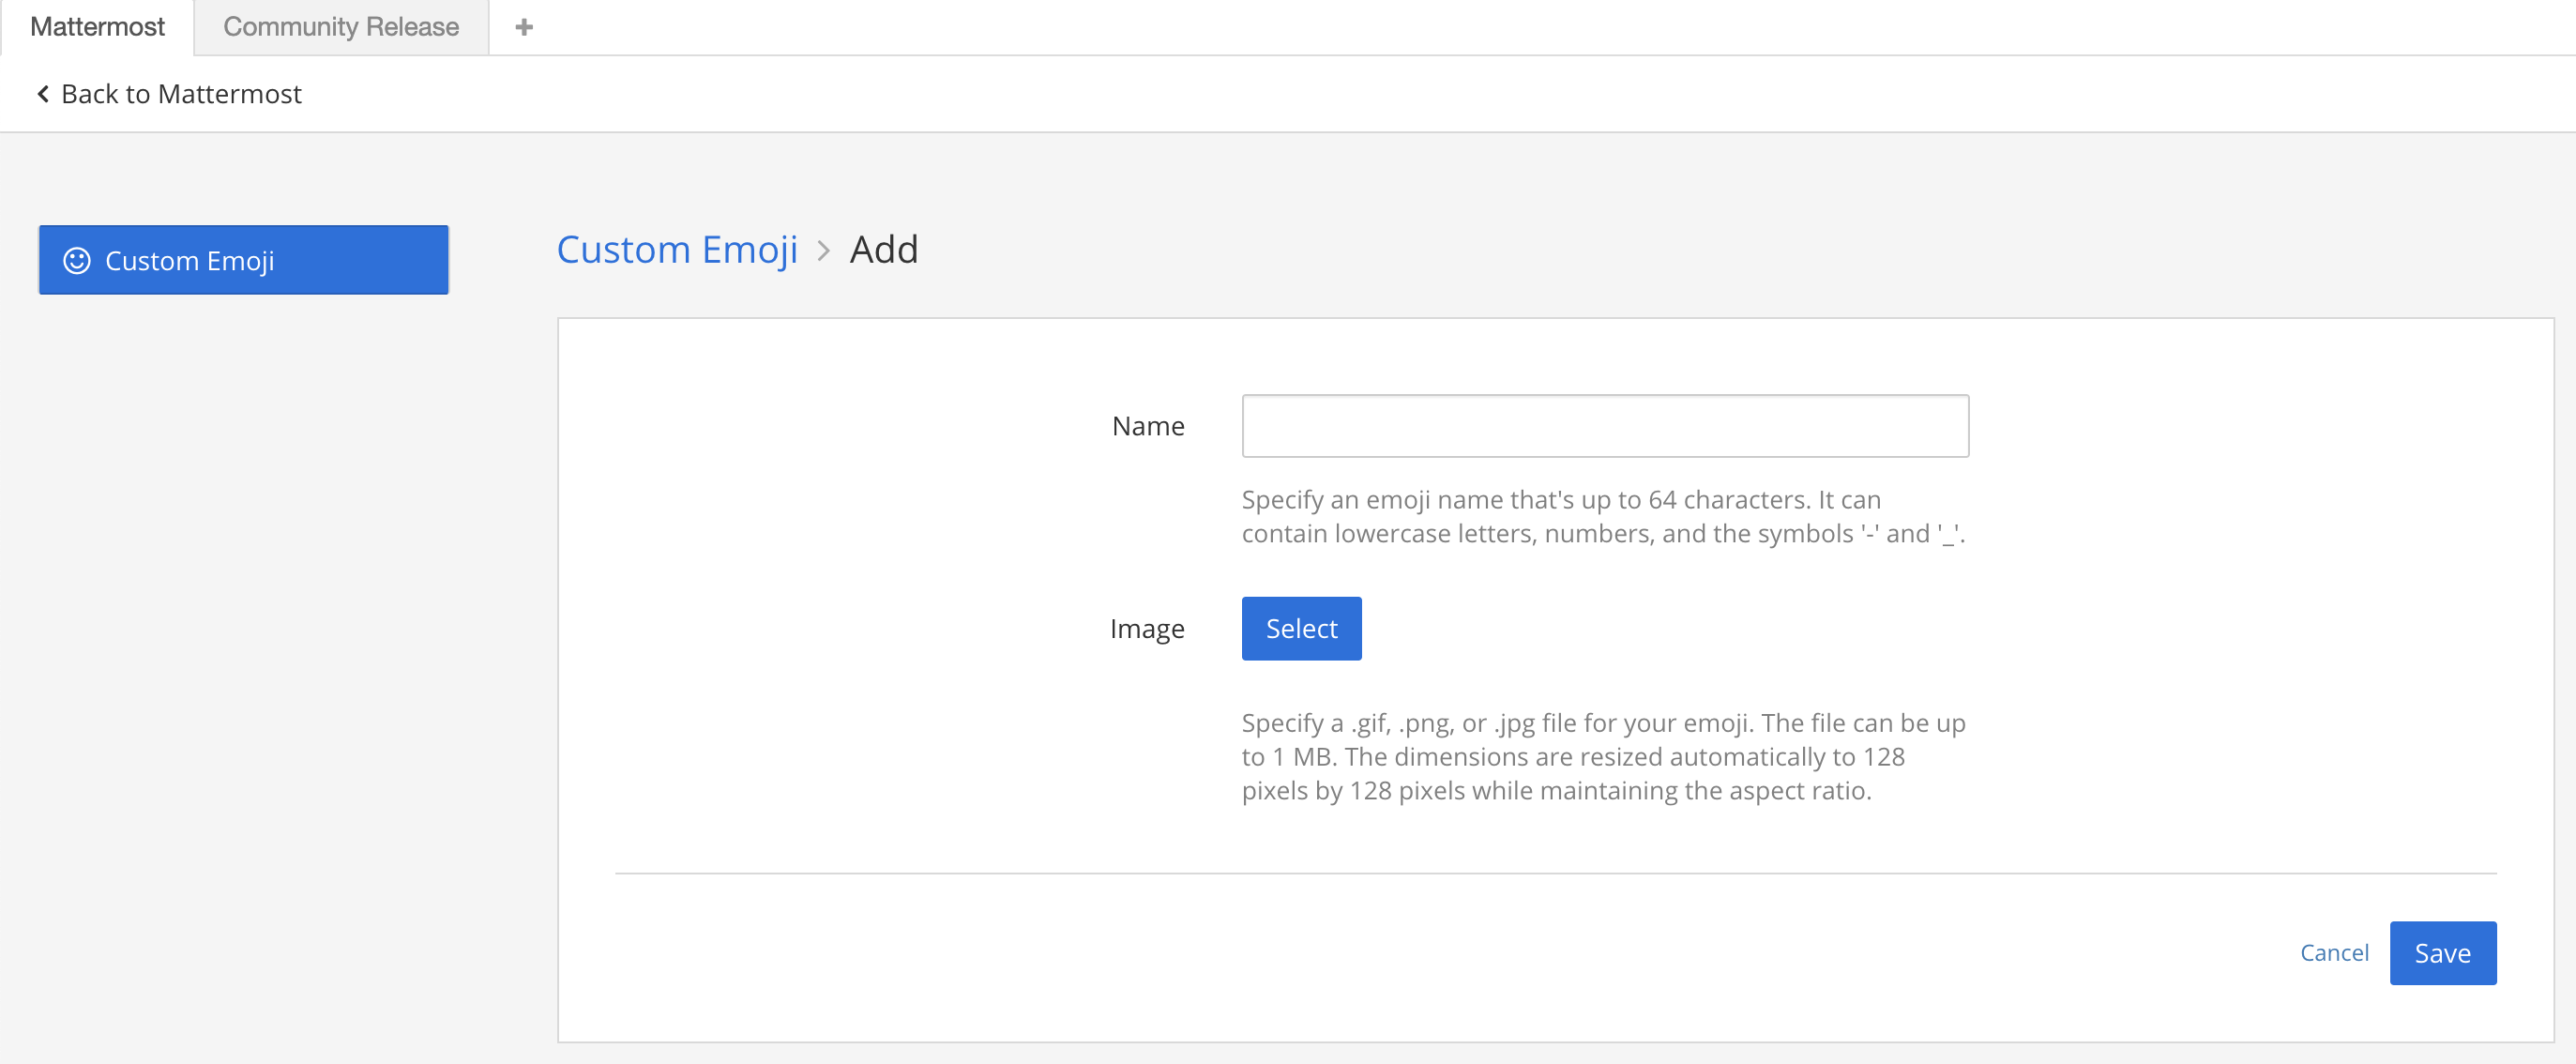 Mattermost
Community Release
Back to Mattermost
Custom Emoji
Custom Emoji > Add
Name
Specify an emoji name that's up to 64 characters. It can
contain lowercase letters, numbers, and the symbols '-' and '_'.
Image
Select
Specify a .gif, .png, or .jpg file for your emoji. The file can be up
to 1 MB. The dimensions are resized automatically to 128
pixels by 128 pixels while maintaining the aspect ratio.
Cancel
Save